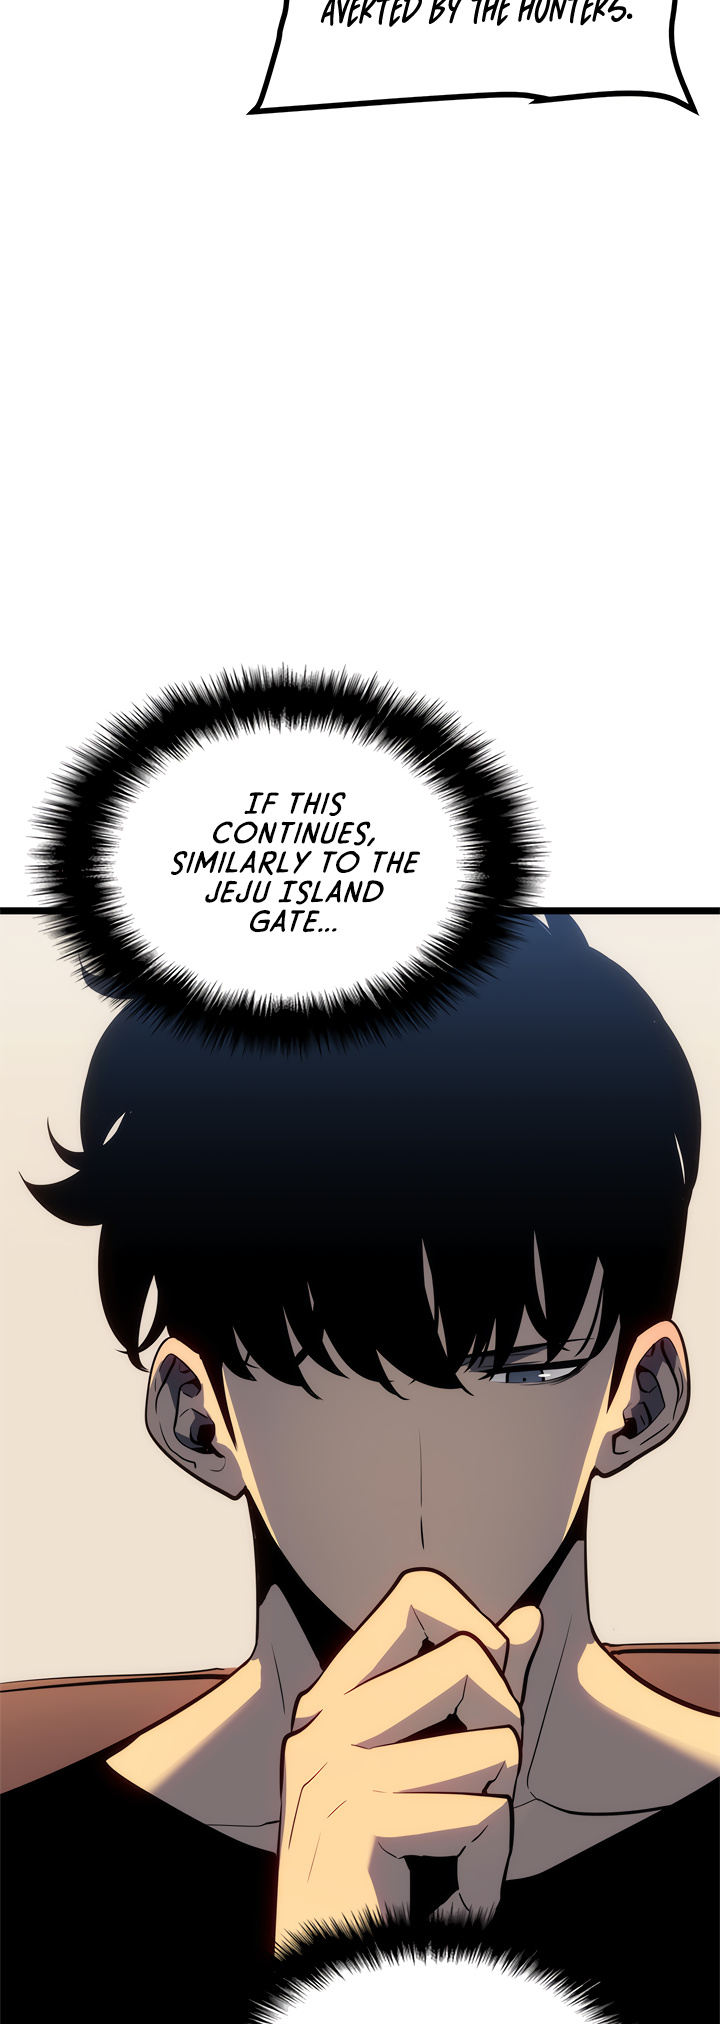 AVERTED BY THE HUNTERS.
IF THIS
CONTINUES,
SIMILARLY TO THE
JEJU ISLAND
GATE...